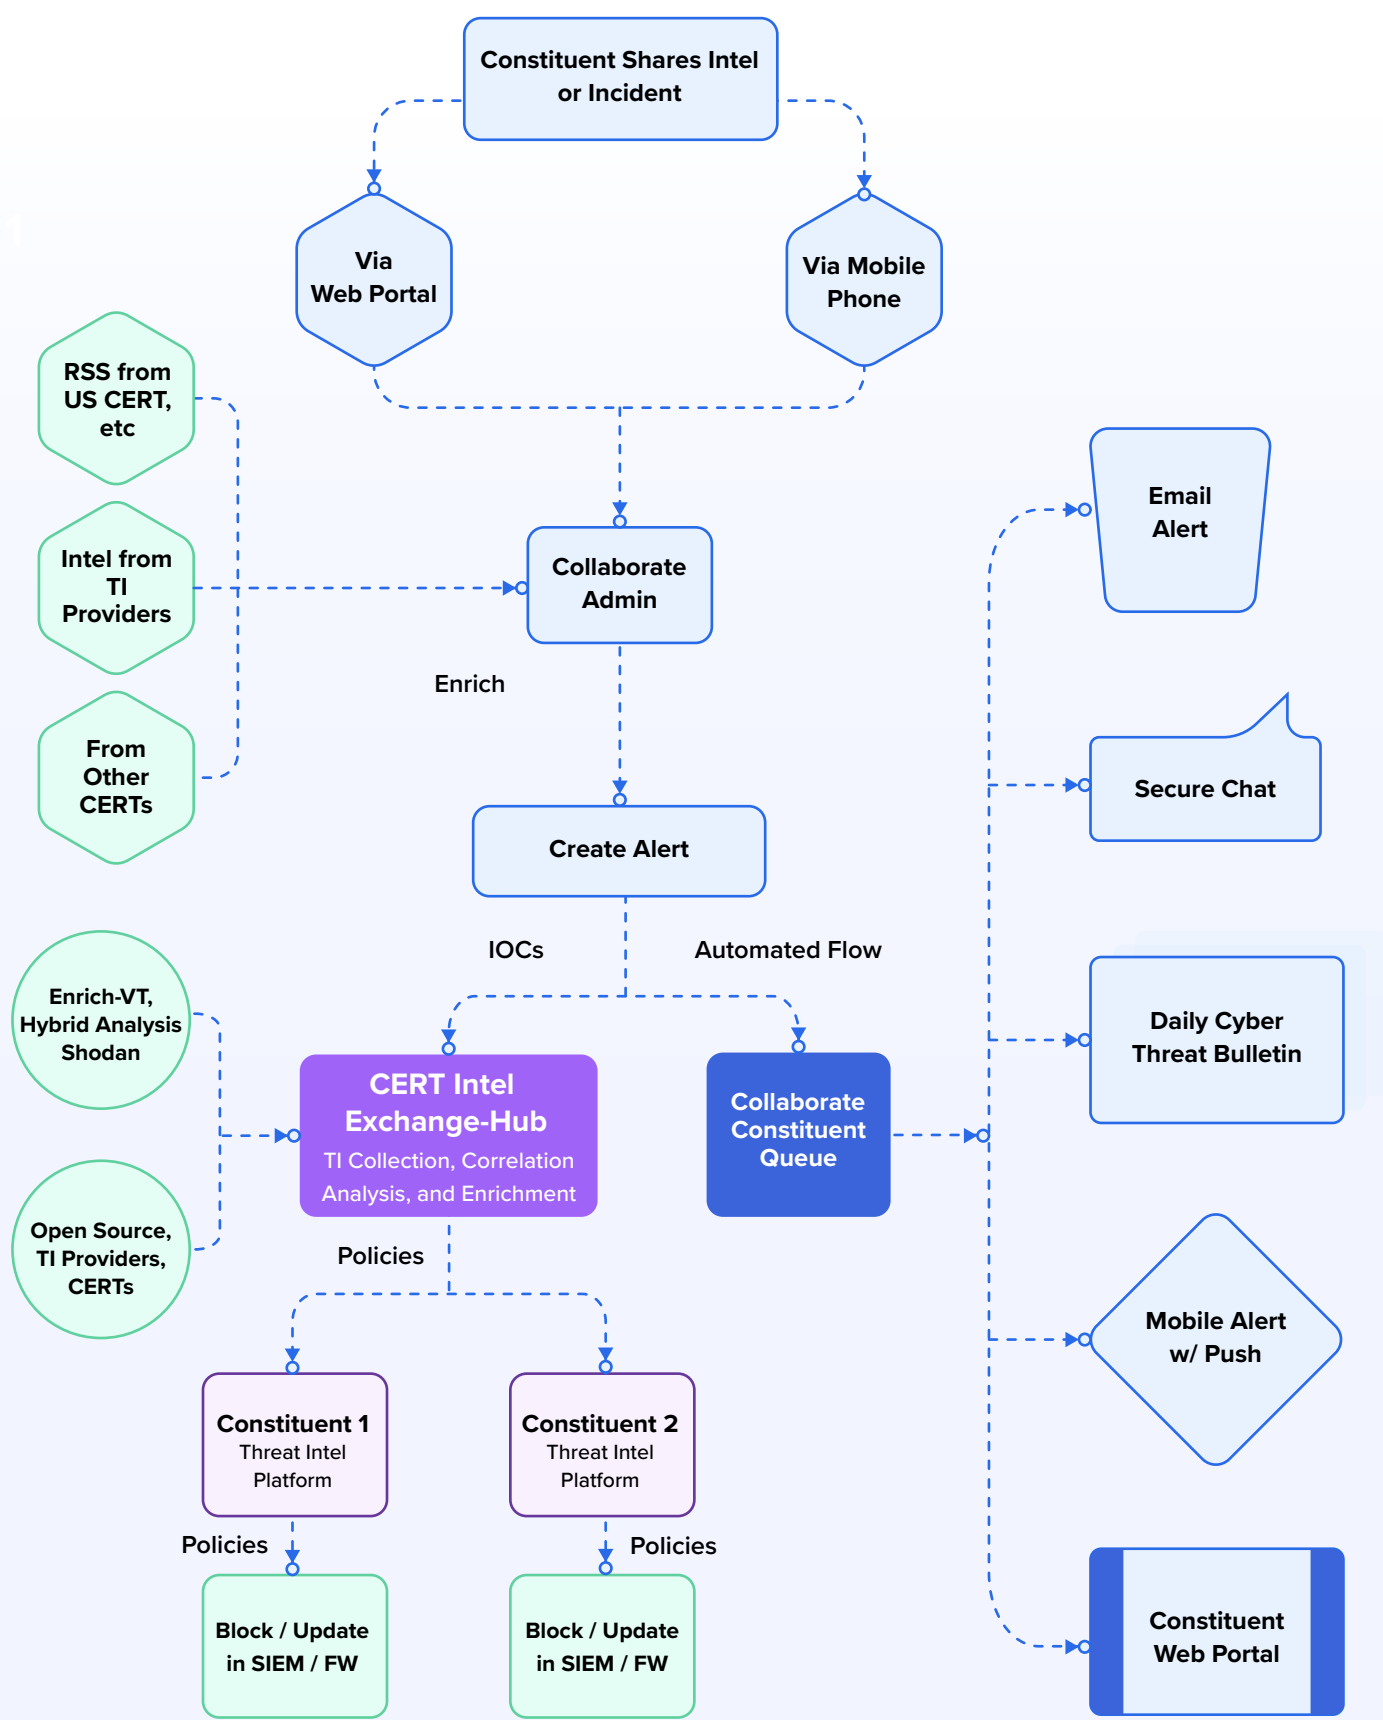 Constituent Shares Intel
or Incident
Via
Web Portal
Via Mobile
Phone
1
RSS from
US CERT,
etc
Intel from
TI
Providers
From
Other
CERTs
Collaborate
Admin
Enrich
Create Alert
IOCs
Automated Flow
Enrich-VT,
Hybrid Analysis
Shodan
Open Source,
TI Providers,
CERTs
CERT Intel
Exchange-Hub
TI Collection, Correlation
Analysis, and Enrichment
Collaborate
Constituent
Queue
Policies
Constituent 1
Threat Intel
Platform
Constituent 2
Threat Intel
Platform
Policies
Policies
Block / Update
in SIEM / FW
Block / Update
in SIEM / FW
Email
Alert
Secure Chat
Daily Cyber
Threat Bulletin
Mobile Alert
w/ Push
Constituent
Web Portal